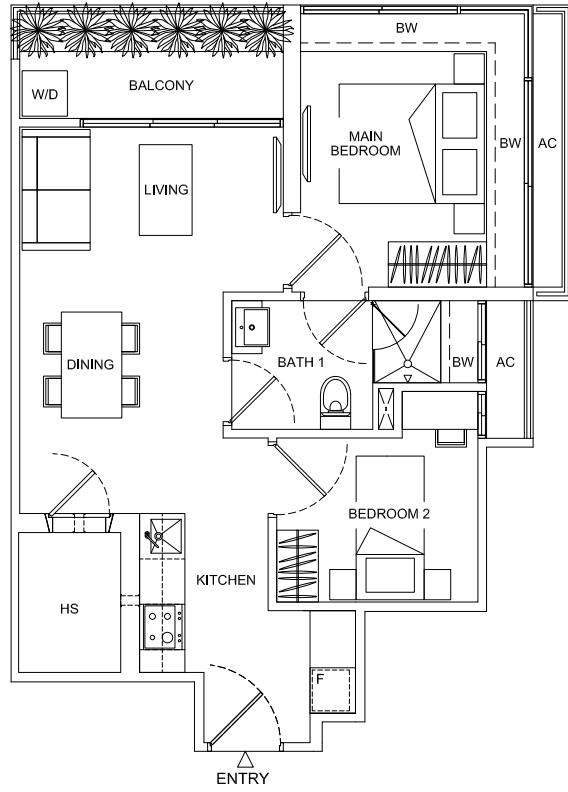 BW
BALCONY
W/D
MAIN
BEDROOM
BW
AC
LIVING
DINING
BATH 1
BW
AC
BEDROOM 2
KITCHEN
HS
F
ENTRY